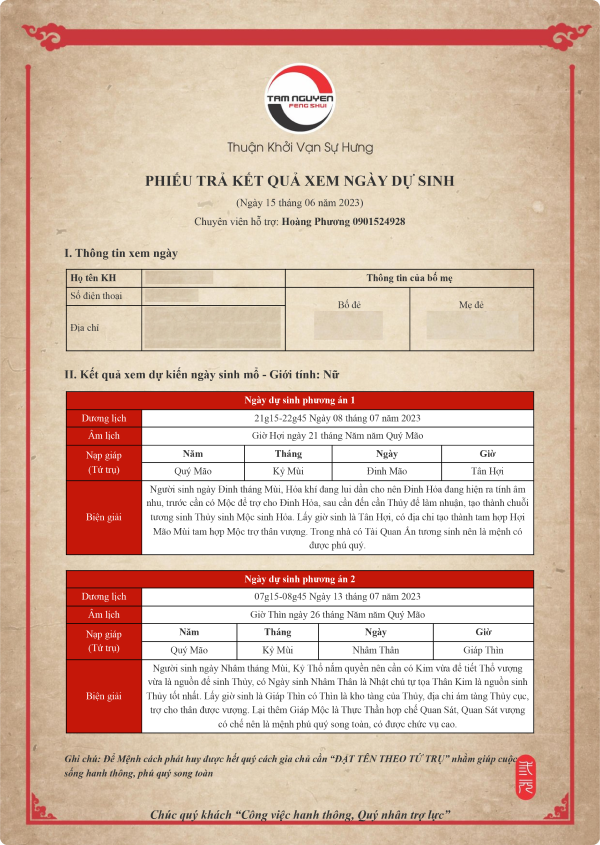 TAM NGUYEN
FENG SHUI
Thuận Khởi Vạn Sự Hưng
PHIẾU TRẢ KẾT QUẢ XEM NGÀY DỰ SINH
(Ngày 15 tháng 06 năm 2023)
Chuyên viên hỗ trợ: Hoàng Phương 0901524928
I. Thông tin xem ngày
Họ tên KH
Thông tin của bố mẹ
Số điện thoại
Bố đẻ
Mẹ đẻ
Địa chỉ
II. Kết quả xem dự kiến ngày sinh mổ - Giới tính: Nữ
Ngày dự sinh phương án 1
Dương lịch 21g15-22g45 Ngày 08 tháng 07 năm 2023
Âm lịch Giờ Hợi ngày 21 tháng Năm năm Quý Mão
Nạp giáp Năm Tháng Ngày Giờ
(Tứ trụ) Quý Mão Kỷ Mùi Đinh Mão Tân Hợi
Người sinh ngày Đinh tháng Mùi, Hỏa khí đang lui dần cho nên Đinh Hỏa đang hiện ra tính âm
nhu, trước cần có Mộc để trợ cho Đinh Hỏa, sau cần đến cần Thủy để làm nhuận, tạo thành chuỗi
tương sinh Thủy sinh Mộc sinh Hỏa. Lấy giờ sinh là Tân Hợi, có địa chi tạo thành tam hợp Hợi
Biện giải
Mão Mùi tam hợp Mộc trợ thân vượng. Trong nhà có Tài Quan Ấn tương sinh nên là mệnh có
được phú quý.
Ngày dự sinh phương án 2
Dương lịch 07g15-08g45 Ngày 13 tháng 07 năm 2023
Âm lịch Giờ Thìn ngày 26 tháng Năm năm Quý Mão
Nạp giáp Năm Tháng Ngày Giờ
(Tứ trụ) Quý Mão Kỷ Mùi Nhâm Thân Giáp Thìn
Người sinh ngày Nhâm tháng Mùi, Kỷ Thổ nắm quyền nên cần có Kim vừa để tiết Thổ vượng
vừa là nguồn để sinh Thủy, có Ngày sinh Nhâm Thân là Nhật chủ tự tọa Thân Kim là nguồn sinh
Biện giải
Thủy tốt nhất. Lấy giờ sinh là Giáp Thìn có Thìn là kho tàng của Thủy, địa chi ám tàng Thủy cục,
trợ cho thân được vượng. Lại thêm Giáp Mộc là Thực Thần hợp chế Quan Sát, Quan Sát vượng
có chế nên là mệnh phú quý song toàn, có được chức vụ cao.
Ghi chú: Để Mệnh cách phát huy được hết quý cách gia chủ cần “ĐẶT TÊN THEO TỨ TRỤ” nhằm giúp cuộc
sống hanh thông, phú quý song toàn
Chúc quý khách “Công việc hanh thông, Quý nhân trợ lực”